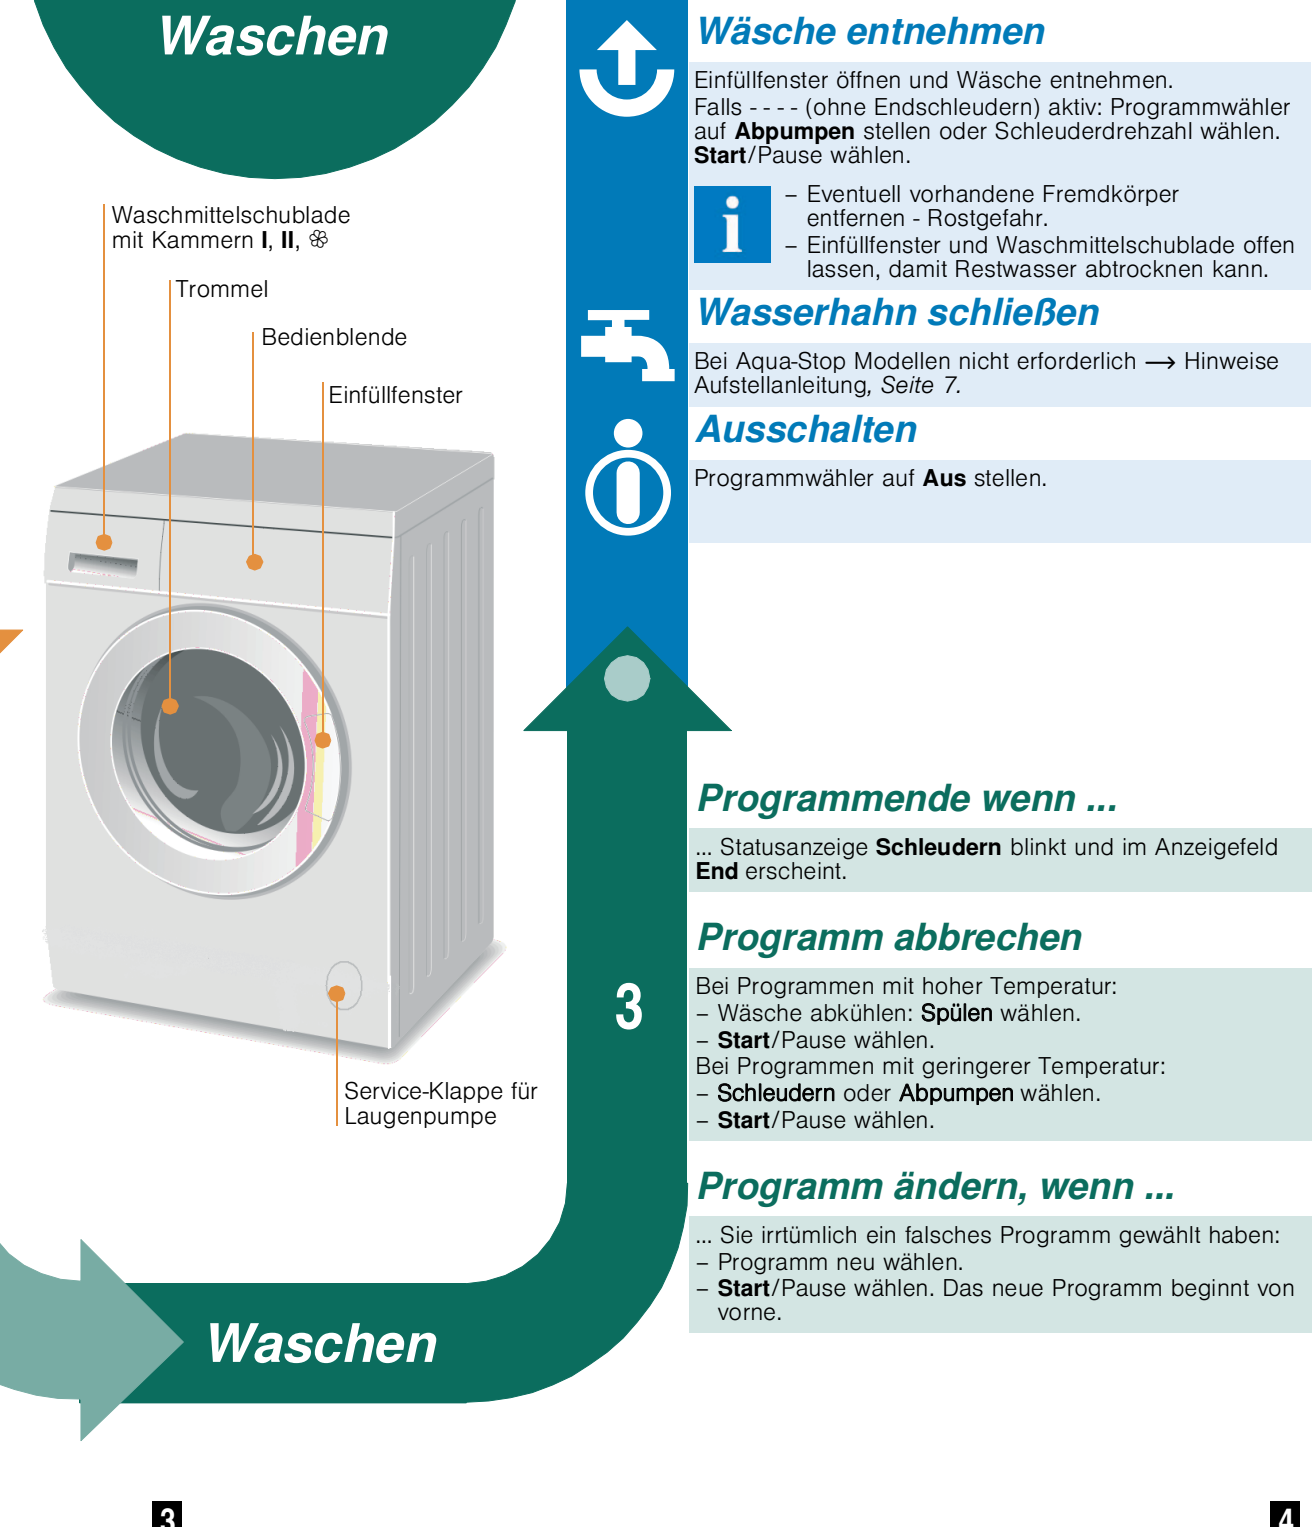 Waschen
Waschmittelschublade
mit Kammern I, II, ❀
Trommel
Bedienblende
Einfüllfenster
Service-Klappe für
Laugenpumpe
Waschen
3
Wäsche entnehmen
Einfüllfenster öffnen und Wäsche entnehmen.
Falls - - - - (ohne Endschleudern) aktiv: Programmwähler
auf Abpumpen stellen oder Schleuderdrehzahl wählen.
Start/Pause wählen.
i
– Eventuell vorhandene Fremdkörper
entfernen - Rostgefahr.
– Einfüllfenster und Waschmittelschublade offen
lassen, damit Restwasser abtrocknen kann.
Wasserhahn schließen
Bei Aqua-Stop Modellen nicht erforderlich ⟶ Hinweise
Aufstellanleitung, Seite 7.
Ausschalten
Programmwähler auf Aus stellen.
Programmende wenn ...
... Statusanzeige Schleudern blinkt und im Anzeigefeld
End erscheint.
3
Programm abbrechen
Bei Programmen mit hoher Temperatur:
– Wäsche abkühlen: Spülen wählen.
– Start/Pause wählen.
Bei Programmen mit geringerer Temperatur:
– Schleudern oder Abpumpen wählen.
– Start/Pause wählen.
Programm ändern, wenn ...
... Sie irrtümlich ein falsches Programm gewählt haben:
– Programm neu wählen.
– Start/Pause wählen. Das neue Programm beginnt von
vorne.
4